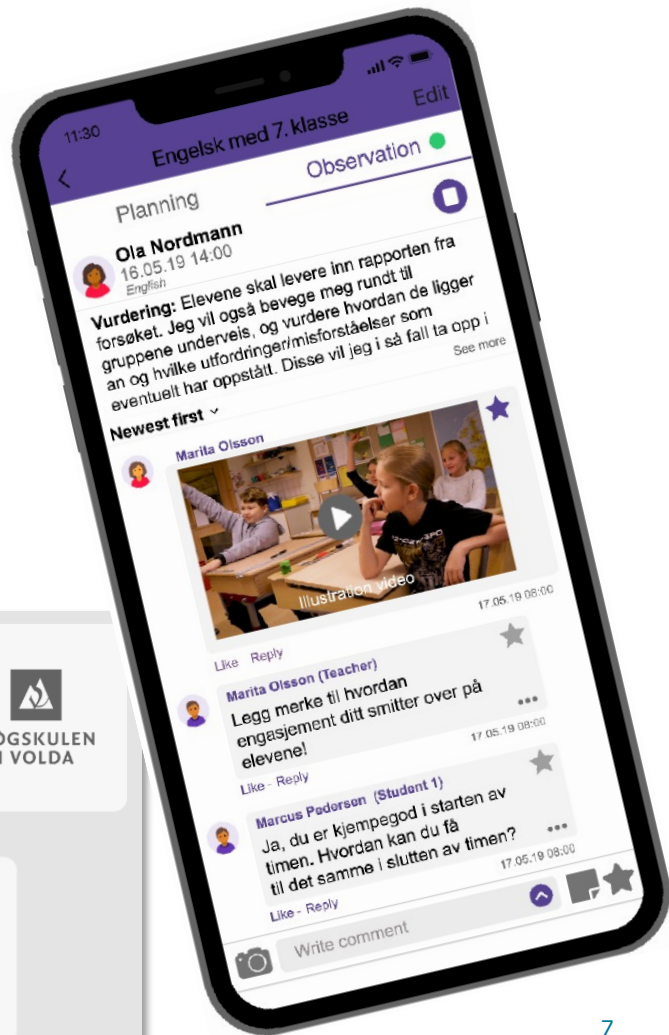 11:30
Engelsk med 7. klasse
Edit
Planning
Observation
Ola Nordmann
16.05.19 14:00
English
Vurdering: Elevene skal levere inn rapporten fra
forsøket. Jeg vil også bevege meg rundt til
gruppene underveis, og vurdere hvordan de ligger
an og hvilke utfordringer/misforståelser som
eventuelt har oppstått. Disse vil jeg i så fall ta opp i
See more
Newest first
Marita Olsson
Illustration video
17.05.19 08:00
Like Reply
Marita Olsson (Teacher)
Legg merke til hvordan
engasjement ditt smitter over på
elevene!
17.05.19 08:00
Like - Reply
Marcus Pedersen (Student 1)
Ja, du er kjempegod i starten av
timen. Hvordan kan du få
til det samme i slutten av timen?
17.05.19 08:00
Like - Reply
Write comment
VOLDA
7